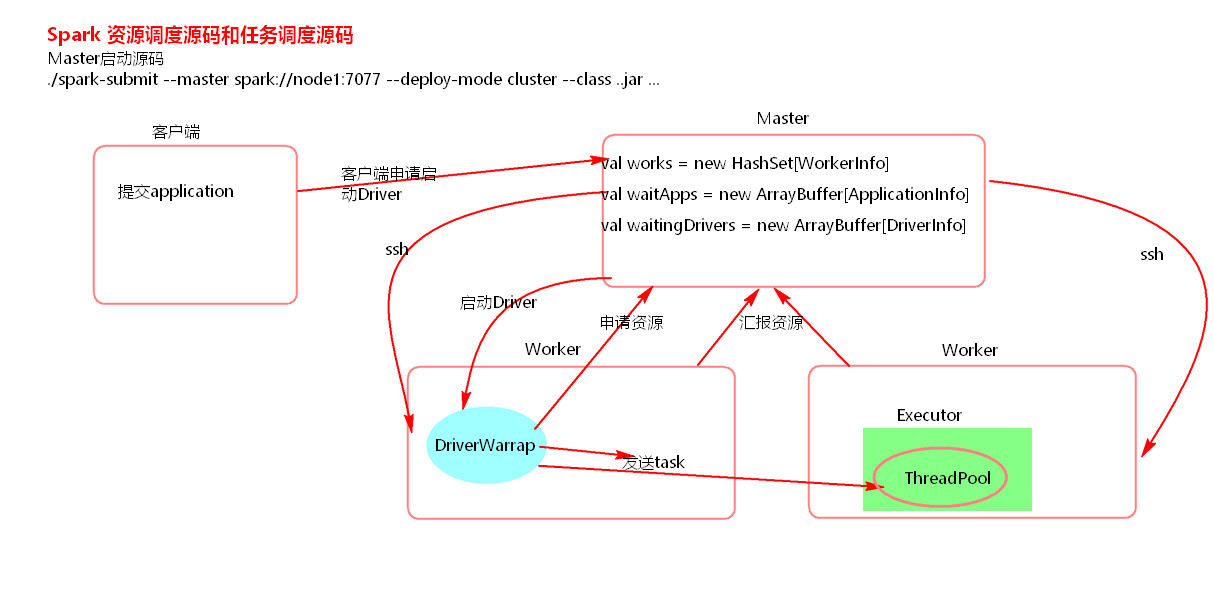 Spark 资源调度源码和任务调度源码
Master启动源码
./spark-submit --master spark://node1:7077 --deploy-mode cluster --class ..jar ...
客户端
Master
提交application
客户端申请启
动Driver
val works = new HashSet[WorkerInfo]
val waitApps = new ArrayBuffer[ApplicationInfo]
val waitingDrivers = new ArrayBuffer[DriverInfo]
ssh
ssh
启动Driver
申请资源
汇报资源
Worker
Worker
Executor
DriverWarrap
发送task
ThreadPool